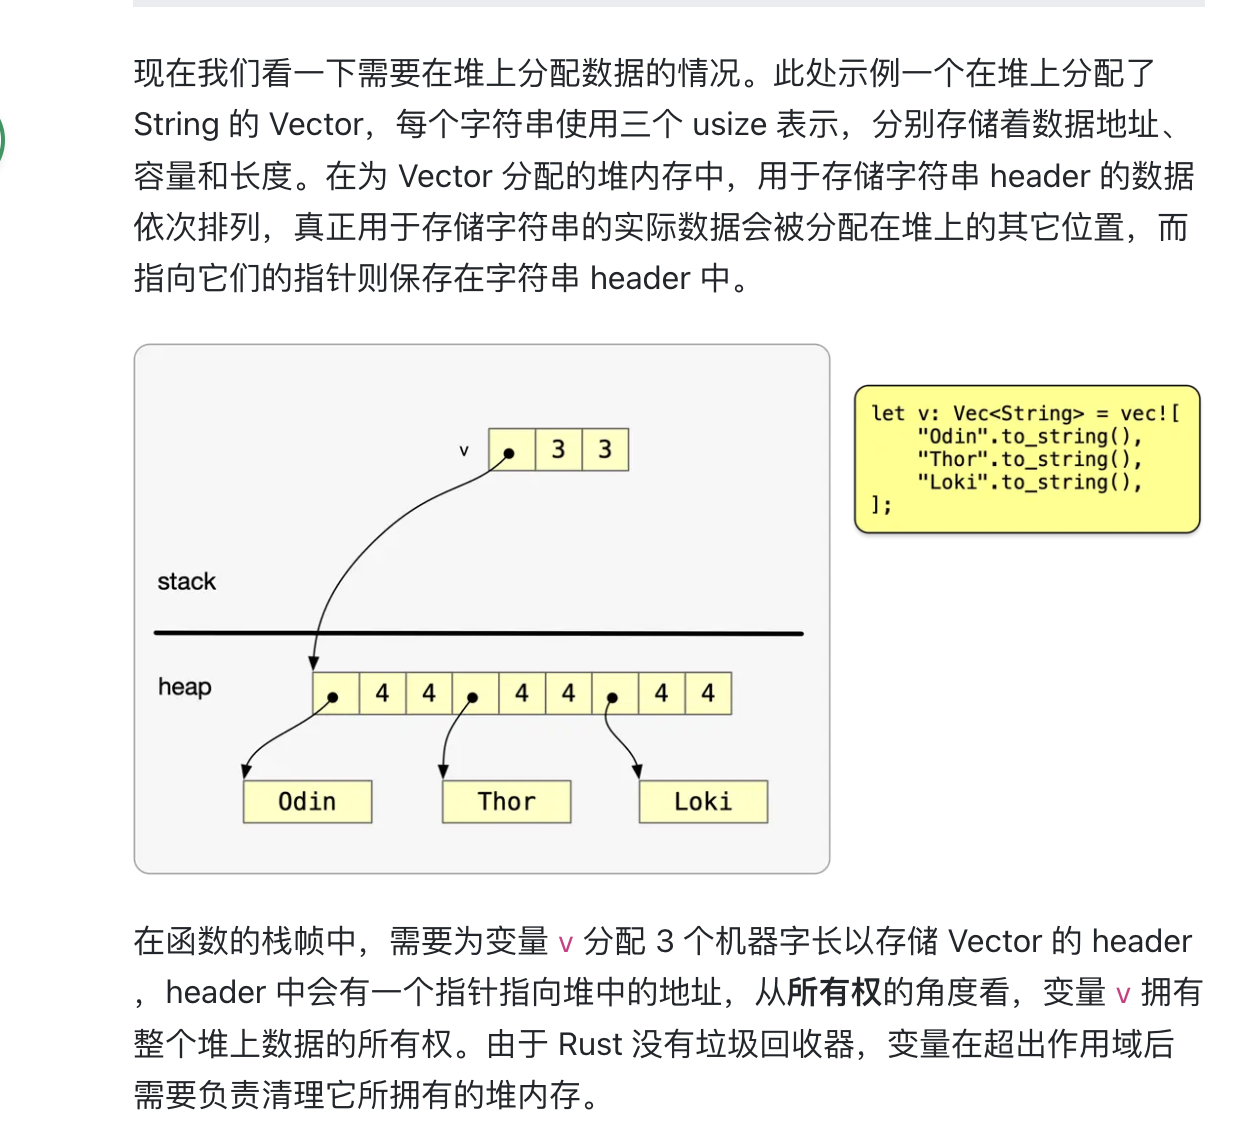 现在我们看一下需要在堆上分配数据的情况。此处示例一个在堆上分配了
String 的 Vector，每个字符串使用三个 usize 表示，分别存储着数据地址、
容量和长度。在为 Vector 分配的堆内存中，用于存储字符串 header 的数据
依次排列，真正用于存储字符串的实际数据会被分配在堆上的其它位置，而
指向它们的指针则保存在字符串 header 中。
v 3 3
let v: Vec<String> = vec![
"Odin".to_string(),
"Thor".to_string(),
"Loki".to_string(),
];
stack
heap
4 4 4 4 4 4
Odin Thor Loki
在函数的栈帧中，需要为变量 v 分配 3 个机器字长以存储 Vector 的 header
，header 中会有一个指针指向堆中的地址，从所有权的角度看，变量 v 拥有
整个堆上数据的所有权。由于 Rust 没有垃圾回收器，变量在超出作用域后
需要负责清理它所拥有的堆内存。